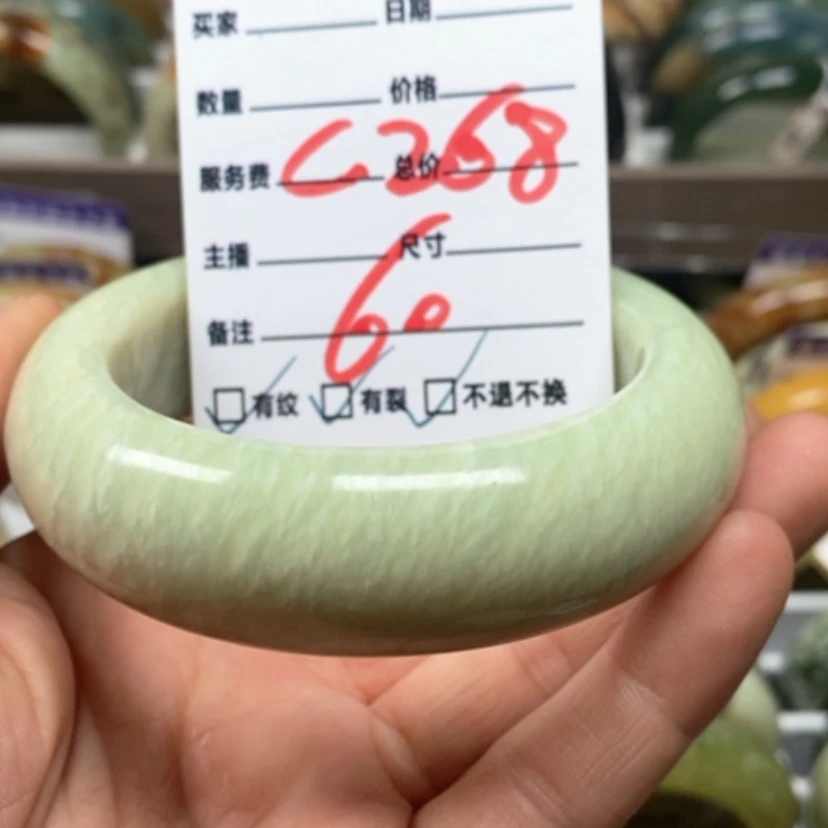 买家 日期
数量 价格
服务费 总价
C268
主播 尺寸
60
备注
有纹 有裂 不退不换